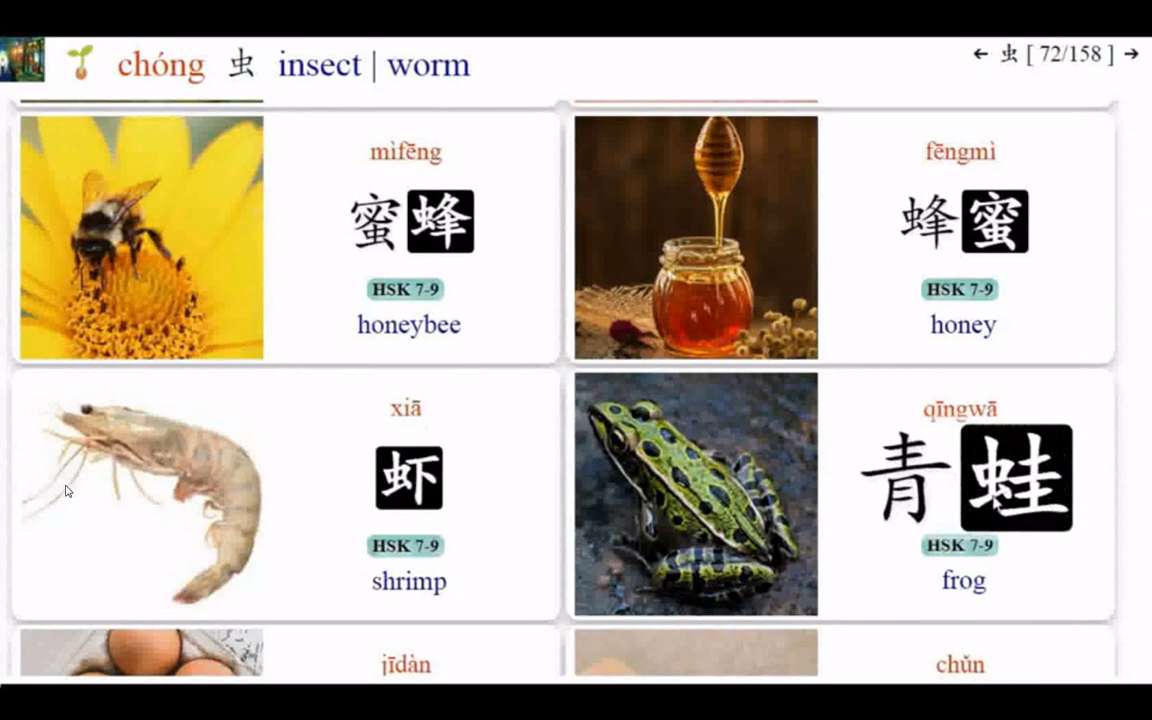 chóng 虫 insect | worm
← 虫 [ 72/158 ] →
mìfēng
蜜蜂
HSK 7-9
honeybee
fēngmì
蜂蜜
HSK 7-9
honey
xiā
虾
HSK 7-9
shrimp
qīngwā
青蛙
HSK 7-9
frog
jīdàn
chǔn